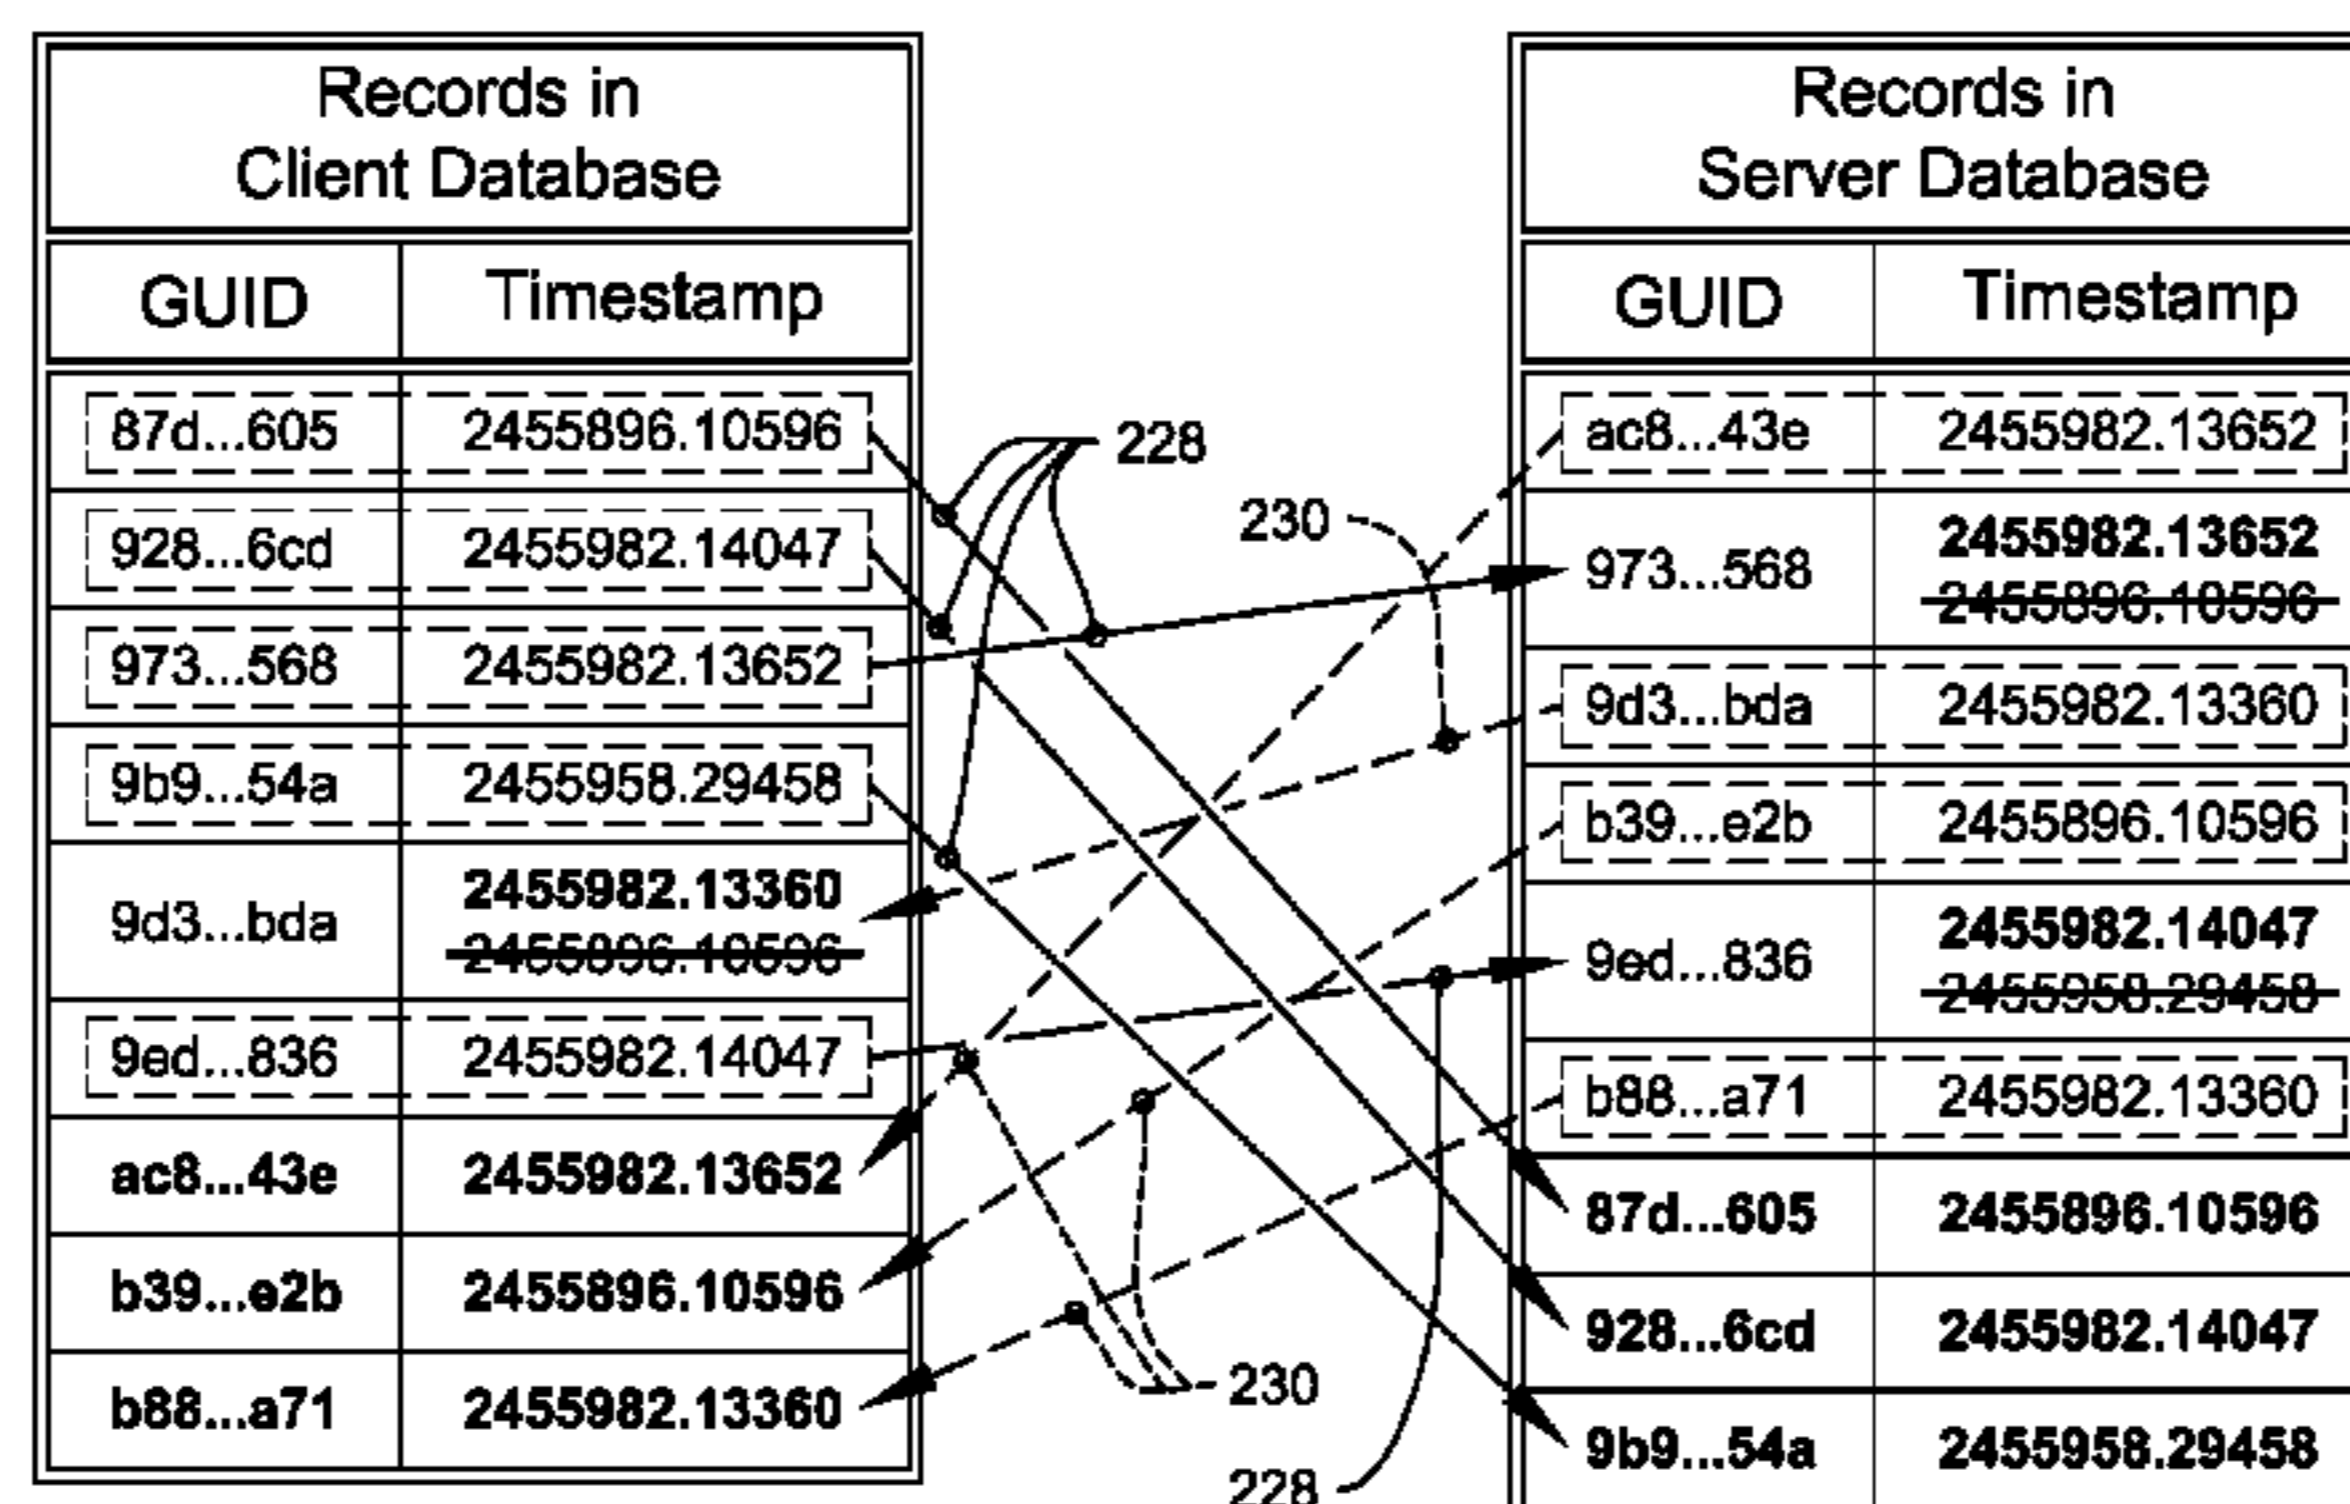 Records in
Client Database
GUID Timestamp
87d...605 2455896.10596
928...6cd 2455982.14047
973...568 2455982.13652
9b9...54a 2455958.29458
9d3...bda 2455982.13360
2455896.10596
9ed...836 2455982.14047
ac8...43e 2455982.13652
b39...e2b 2455896.10596
b88...a71 2455982.13360
228
230
230
228
Records in
Server Database
GUID Timestamp
ac8...43e 2455982.13652
973...568 2455982.13652
2455896.10596
9d3...bda 2455982.13360
b39...e2b 2455896.10596
9ed...836 2455982.14047
2455958.29458
b88...a71 2455982.13360
87d...605 2455896.10596
928...6cd 2455982.14047
9b9...54a 2455958.29458